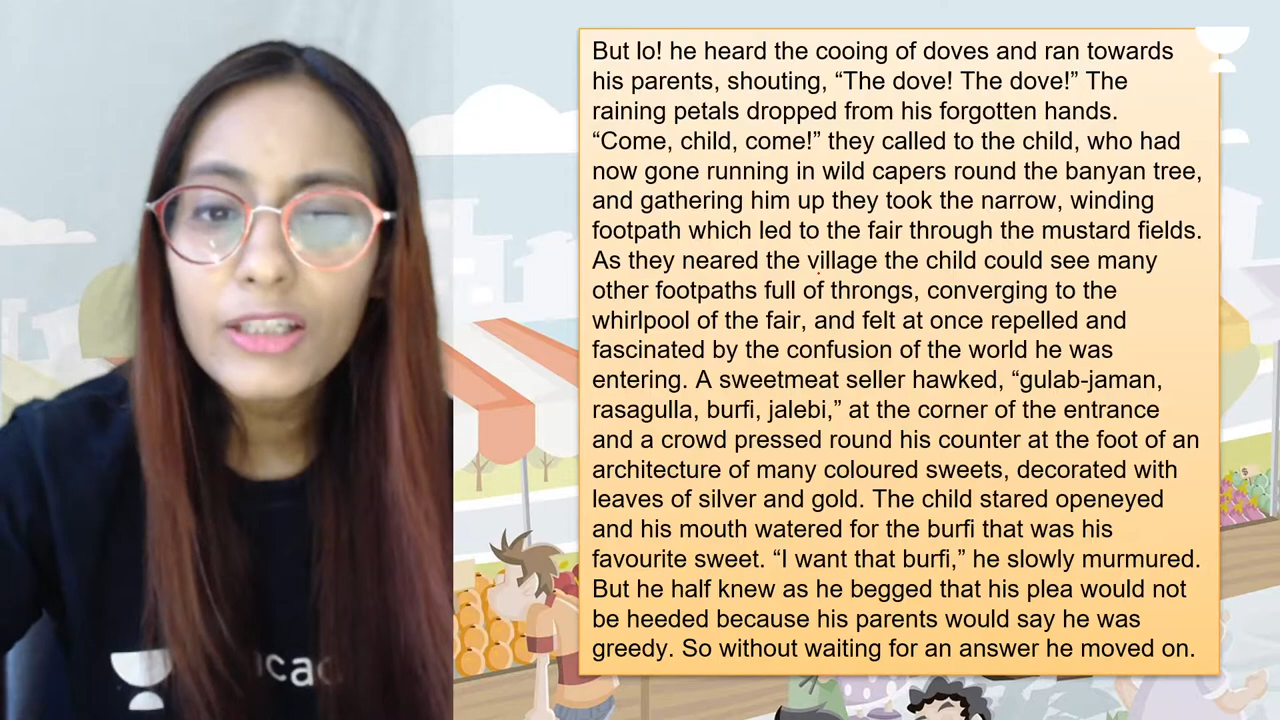 But lo! he heard the cooing of doves and ran towards
his parents, shouting, “The dove! The dove!” The
raining petals dropped from his forgotten hands.
“Come, child, come!” they called to the child, who had
now gone running in wild capers round the banyan tree,
and gathering him up they took the narrow, winding
footpath which led to the fair through the mustard fields.
As they neared the village the child could see many
other footpaths full of throngs, converging to the
whirlpool of the fair, and felt at once repelled and
fascinated by the confusion of the world he was
entering. A sweetmeat seller hawked, “gulab-jaman,
rasagulla, burfi, jalebi,” at the corner of the entrance
and a crowd pressed round his counter at the foot of an
architecture of many coloured sweets, decorated with
leaves of silver and gold. The child stared openeyed
and his mouth watered for the burfi that was his
favourite sweet. “I want that burfi,” he slowly murmured.
But he half knew as he begged that his plea would not
be heeded because his parents would say he was
greedy. So without waiting for an answer he moved on.